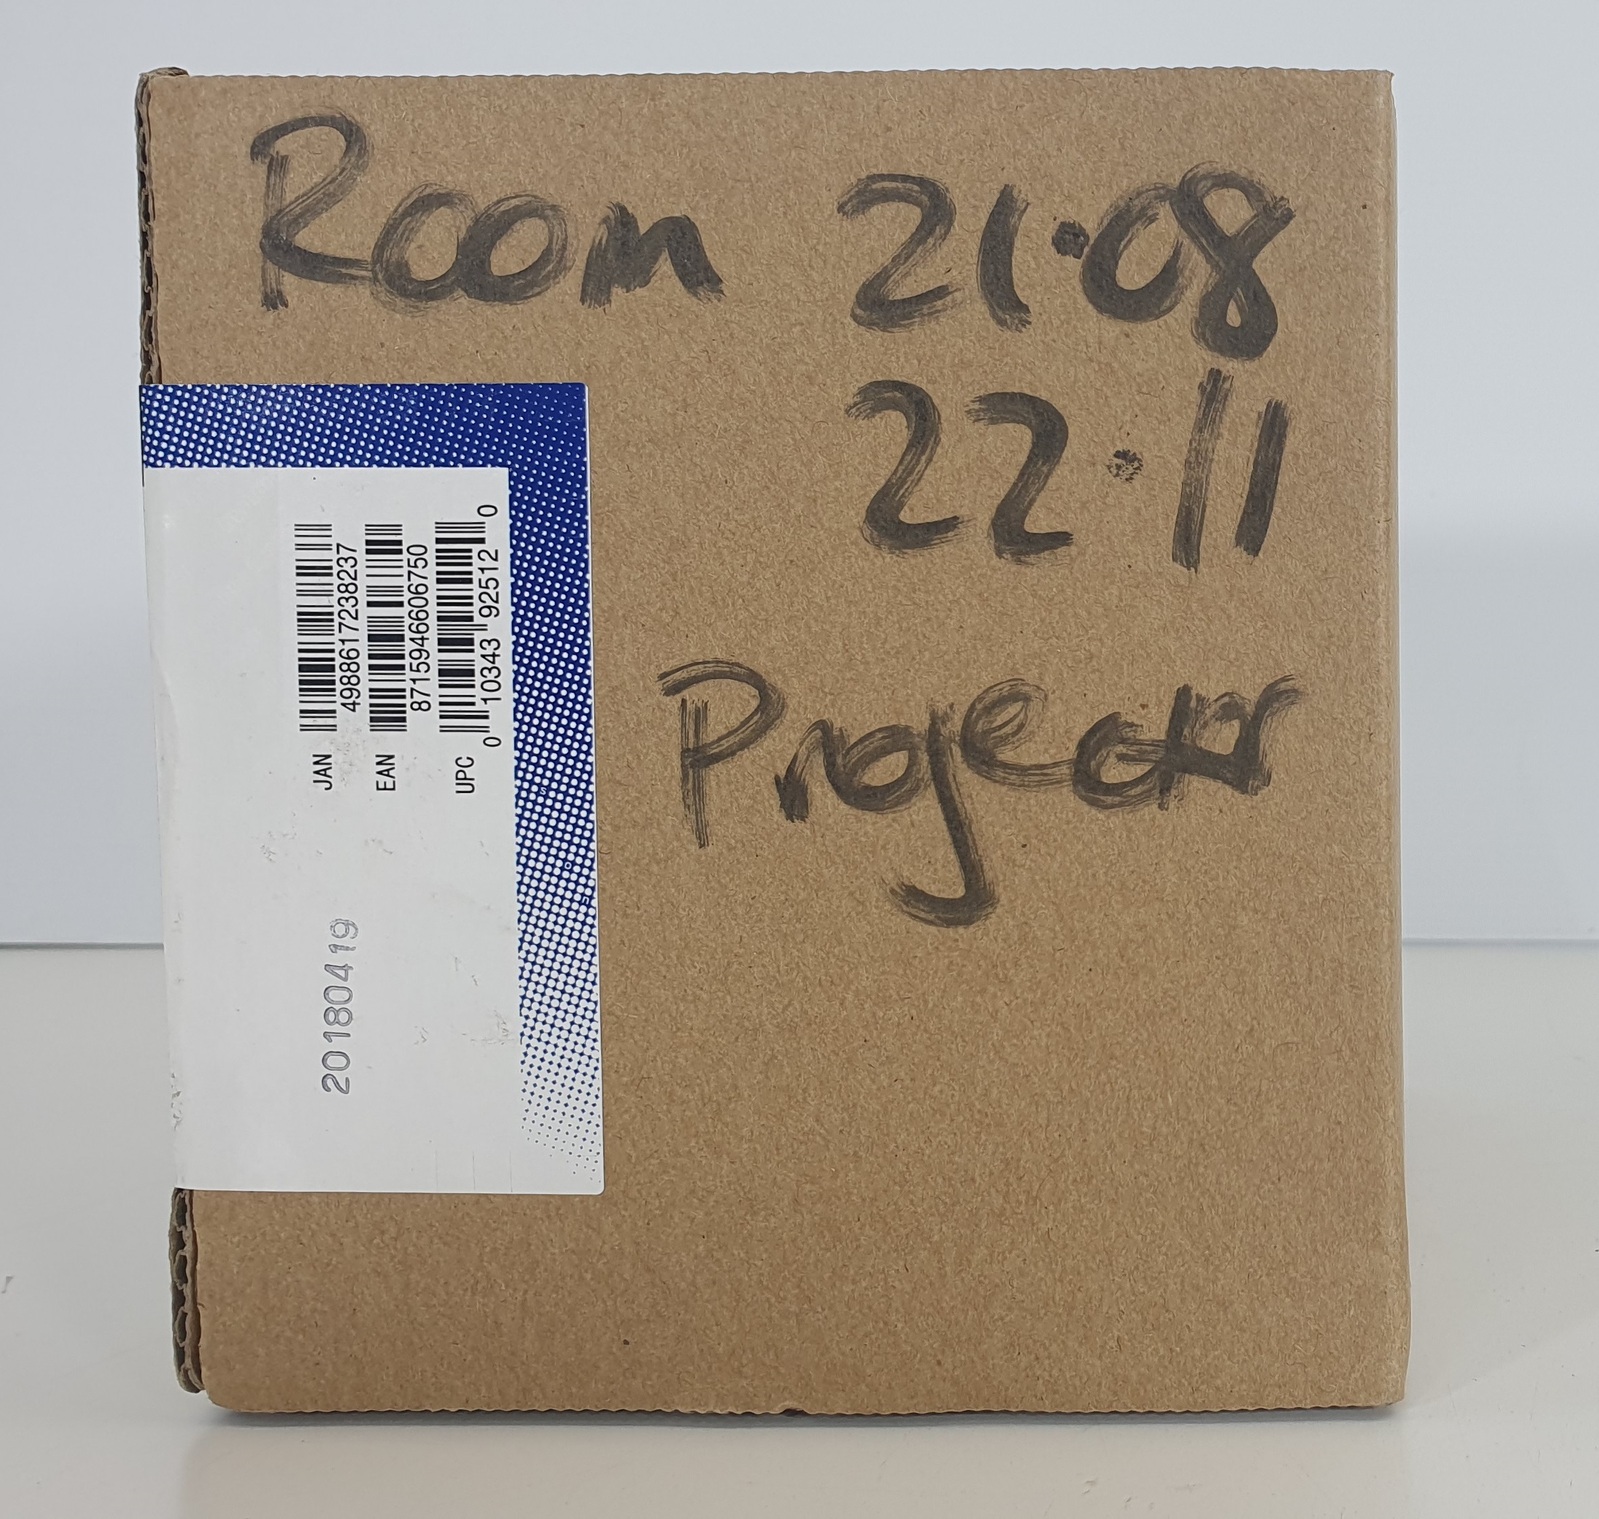 Room 21.08
22.11
Projector
JAN
4988617238237
EAN
8715946606750
UPC
0 10343 92512 0
20180419